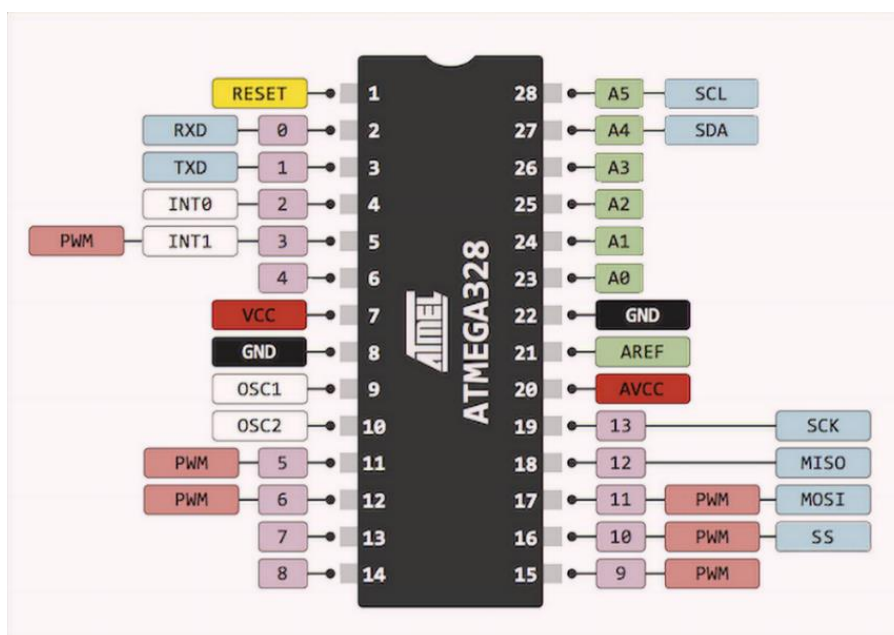 RESET 1 28 A5 SCL
RXD 0 2 27 A4 SDA
TXD 1 3 26 A3
INT0 2 4 25 A2
PWM INT1 3 5 24 A1
4 6 23 A0
VCC 7 22 GND
GND 8 21 AREF
OSC1 9 20 AVCC
OSC2 10 19 13 SCK
PWM 5 11 18 12 MISO
PWM 6 12 17 11 PWM MOSI
7 13 16 10 PWM SS
8 14 15 9 PWM
ATMEL
ATMEGA328